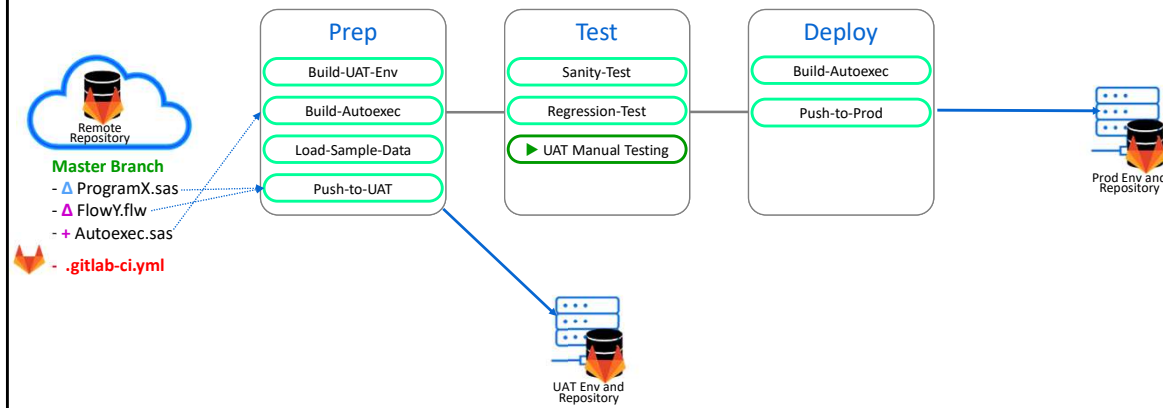 Prep
Build-UAT-Env
Build-Autoexec
Load-Sample-Data
Push-to-UAT
Test
Sanity-Test
Regression-Test
▶ UAT Manual Testing
Deploy
Build-Autoexec
Push-to-Prod
Remote
Repository
Master Branch
- Δ ProgramX.sas
- Δ FlowY.flw
- + Autoexec.sas
- .gitlab-ci.yml
Prod Env and
Repository
UAT Env and
Repository